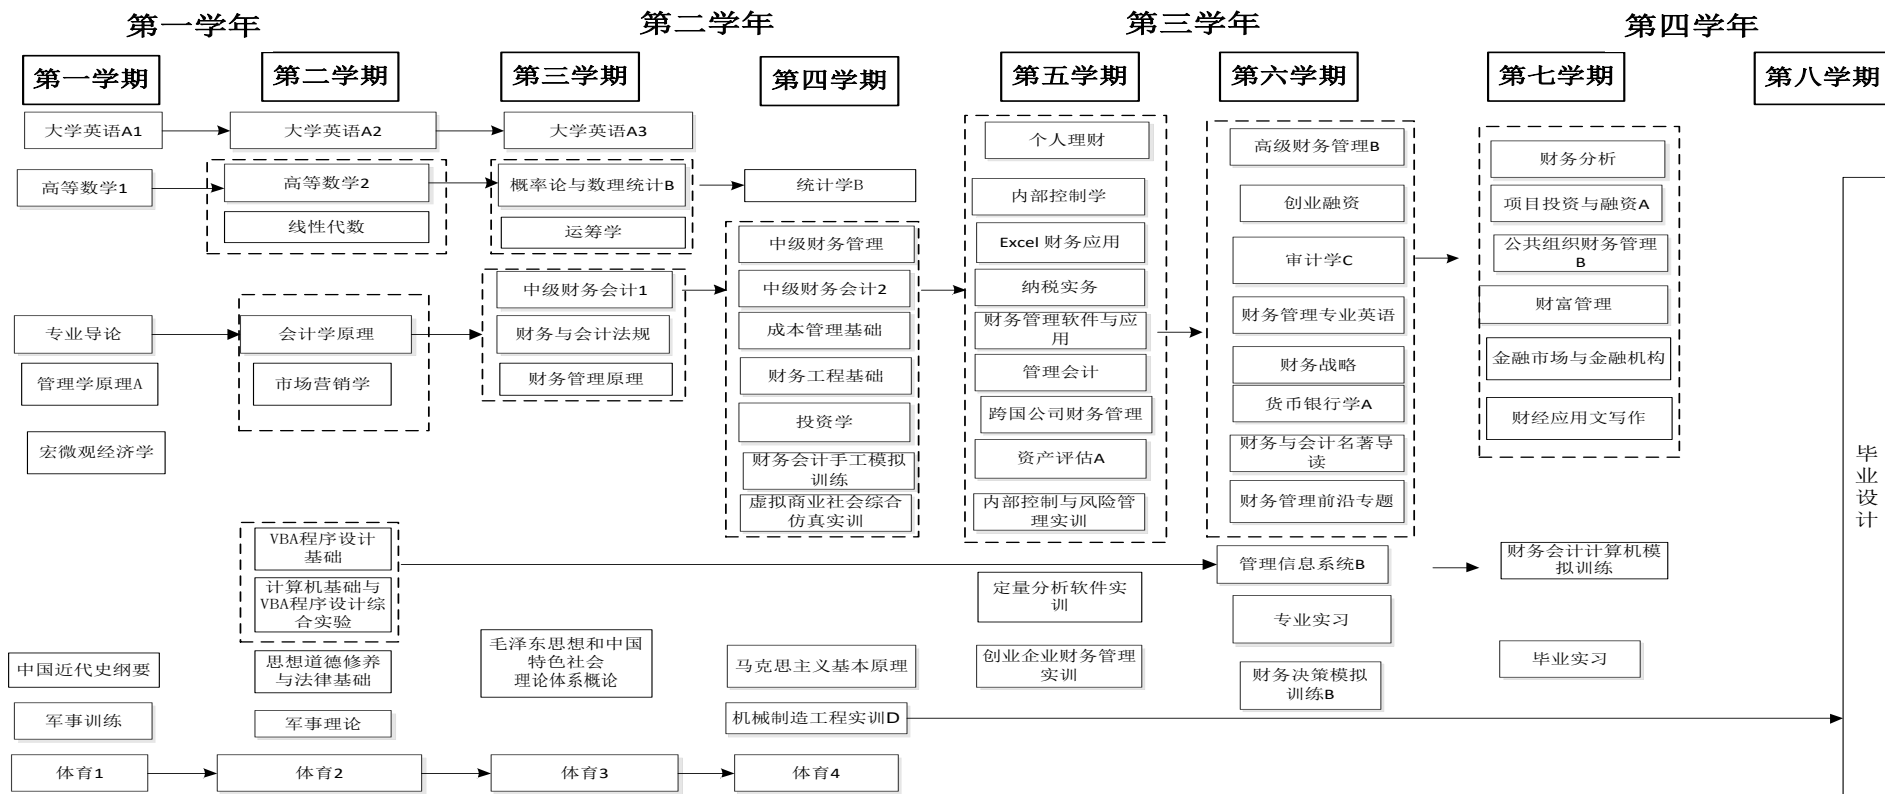 第一学年
第二学年
第三学年
第四学年
第一学期
第二学期
第三学期
第四学期
第五学期
第六学期
第七学期
第八学期
大学英语A1
高等数学1
专业导论
管理学原理A
宏微观经济学
中国近代史纲要
军事训练
体育1
大学英语A2
高等数学2
线性代数
会计学原理
市场营销学
VBA程序设计
基础
计算机基础与
VBA程序设计综
合实验
思想道德修养
与法律基础
军事理论
体育2
大学英语A3
概率论与数理统计B
运筹学
中级财务会计1
财务与会计法规
财务管理原理
毛泽东思想和中国
特色社会
理论体系概论
体育3
统计学B
中级财务管理
中级财务会计2
成本管理基础
财务工程基础
投资学
财务会计手工模拟
训练
虚拟商业社会综合
仿真实训
马克思主义基本原理
机械制造工程实训D
体育4
个人理财
内部控制学
Excel 财务应用
纳税实务
财务管理软件与应
用
管理会计
跨国公司财务管理
资产评估A
内部控制与风险管
理实训
定量分析软件实
训
创业企业财务管理
实训
高级财务管理B
创业融资
审计学C
财务管理专业英语
财务战略
货币银行学A
财务与会计名著导
读
财务管理前沿专题
管理信息系统B
专业实习
财务决策模拟
训练B
财务分析
项目投资与融资A
公共组织财务管理
B
财富管理
金融市场与金融机构
财经应用文写作
财务会计计算机模
拟训练
毕业实习
毕业设计